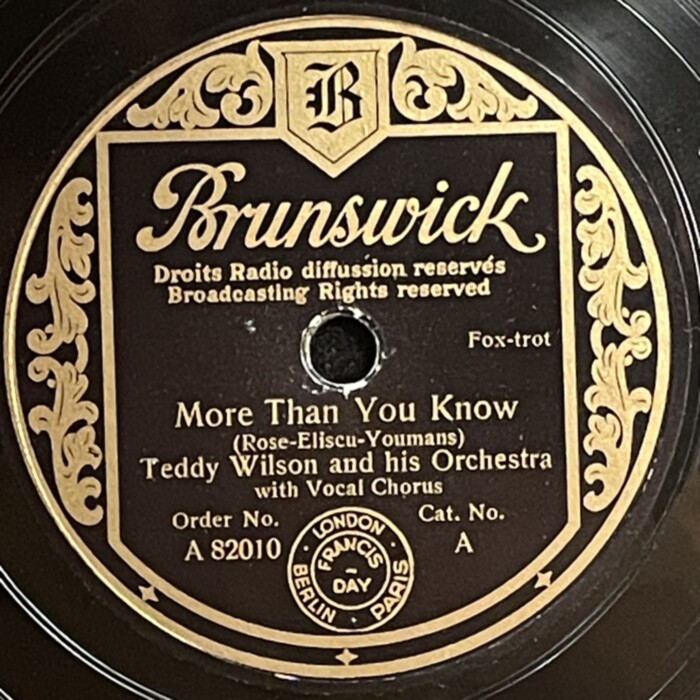 B
Brunswick
Droits Radio diffussion reservés
Broadcasting Rights reserved
Fox-trot
More Than You Know
(Rose-Eliscu-Youmans)
Teddy Wilson and his Orchestra
with Vocal Chorus
Order No.
A 82010
Cat. No.
A
LONDON
PARIS
BERLIN
FRANCIS
- DAY